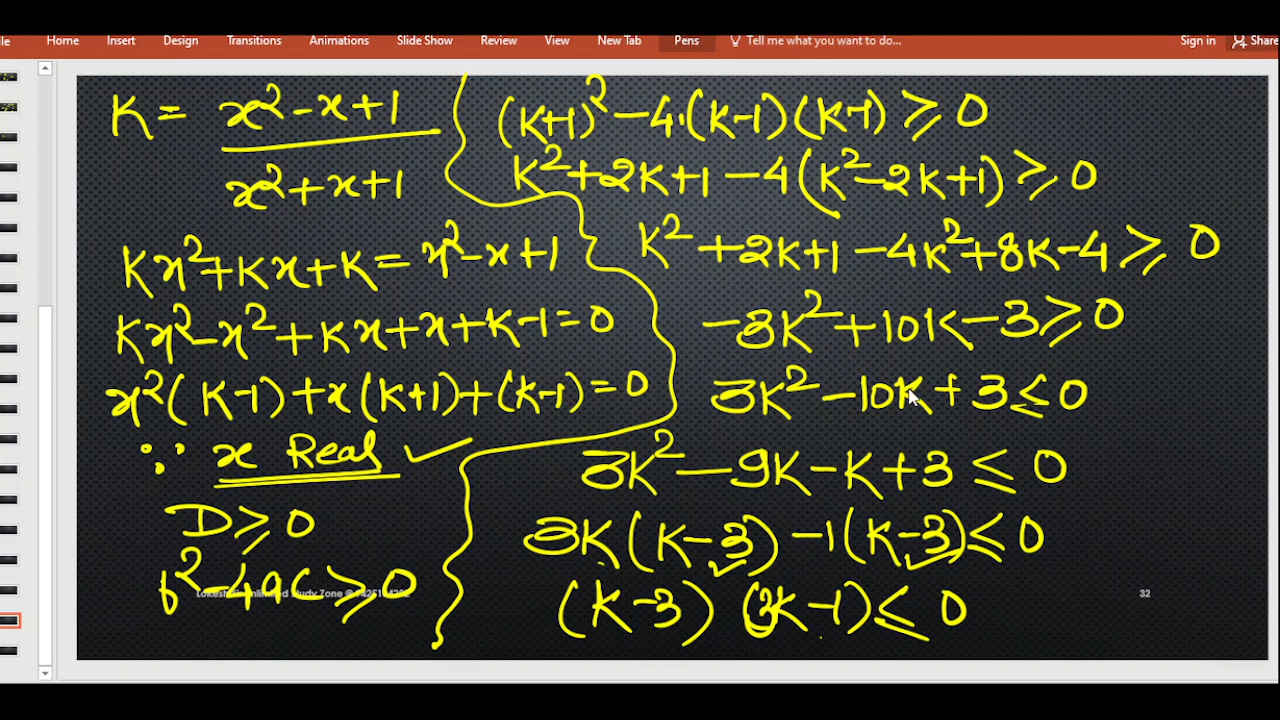 File Home Insert Design Transitions Animations Slide Show Review View New Tab Pens Tell me what you want to do... Sign in Share
K = x²-x+1 / x²+x+1
Kx²+Kx+K = x²-x+1
Kx²-x²+Kx+x+K-1=0
x²(K-1)+x(K+1)+(K-1)=0
∵ x Real ✓
D ≥ 0
b²-4ac ≥ 0
(K+1)²-4.(K-1)(K-1) ≥ 0
K²+2K+1-4(K²-2K+1) ≥ 0
K²+2K+1-4K²+8K-4 ≥ 0
-3K²+10K-3 ≥ 0
3K²-10K+3 ≤ 0
3K²-9K-K+3 ≤ 0
3K(K-3)-1(K-3) ≤ 0
(K-3)(3K-1) ≤ 0
Study Zone @
32